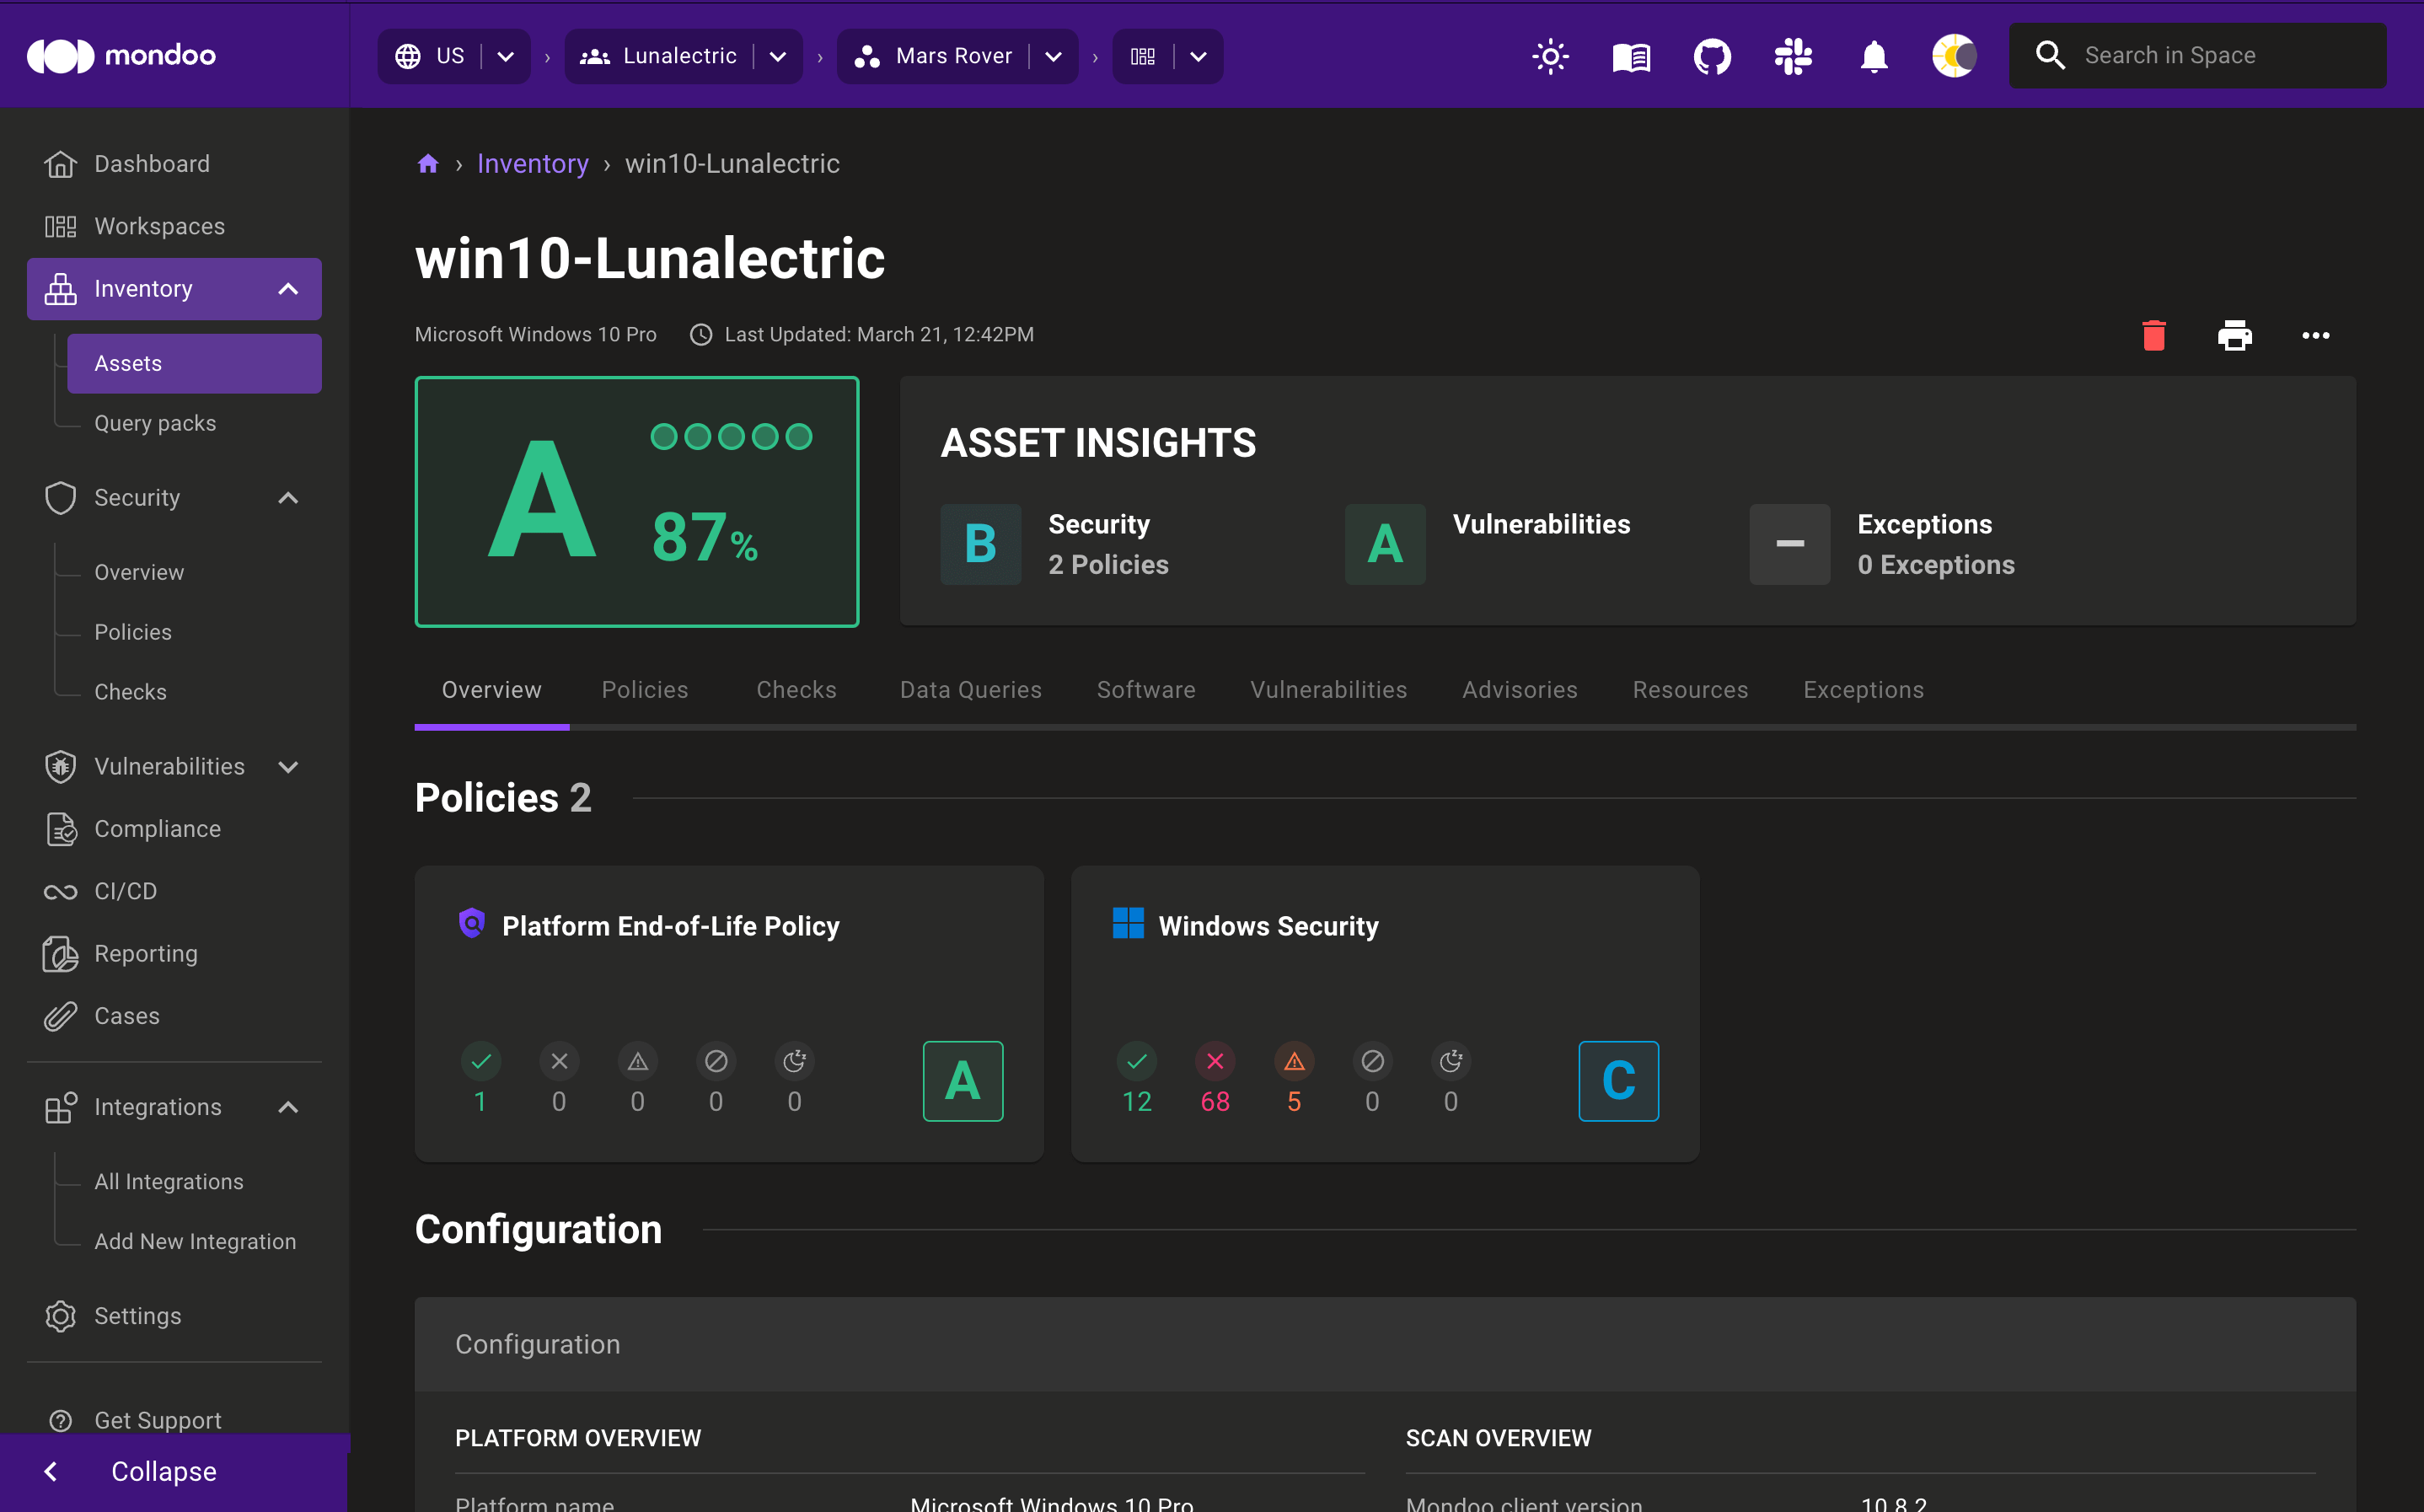 mondoo
US
Lunalectric
Mars Rover
Search in Space
Dashboard
Workspaces
Inventory
Assets
Query packs
Security
Overview
Policies
Checks
Vulnerabilities
Compliance
CI/CD
Reporting
Cases
Integrations
All Integrations
Add New Integration
Settings
Get Support
Collapse
Inventory › win10-Lunalectric
win10-Lunalectric
Microsoft Windows 10 Pro Last Updated: March 21, 12:42PM
A
87%
ASSET INSIGHTS
B
Security
2 Policies
A
Vulnerabilities
–
Exceptions
0 Exceptions
Overview Policies Checks Data Queries Software Vulnerabilities Advisories Resources Exceptions
Policies 2
Platform End-of-Life Policy
1 0 0 0 0
A
Windows Security
12 68 5 0 0
C
Configuration
Configuration
PLATFORM OVERVIEW
Platform name Microsoft Windows 10 Pro
SCAN OVERVIEW
Mondoo client version 10.8.2